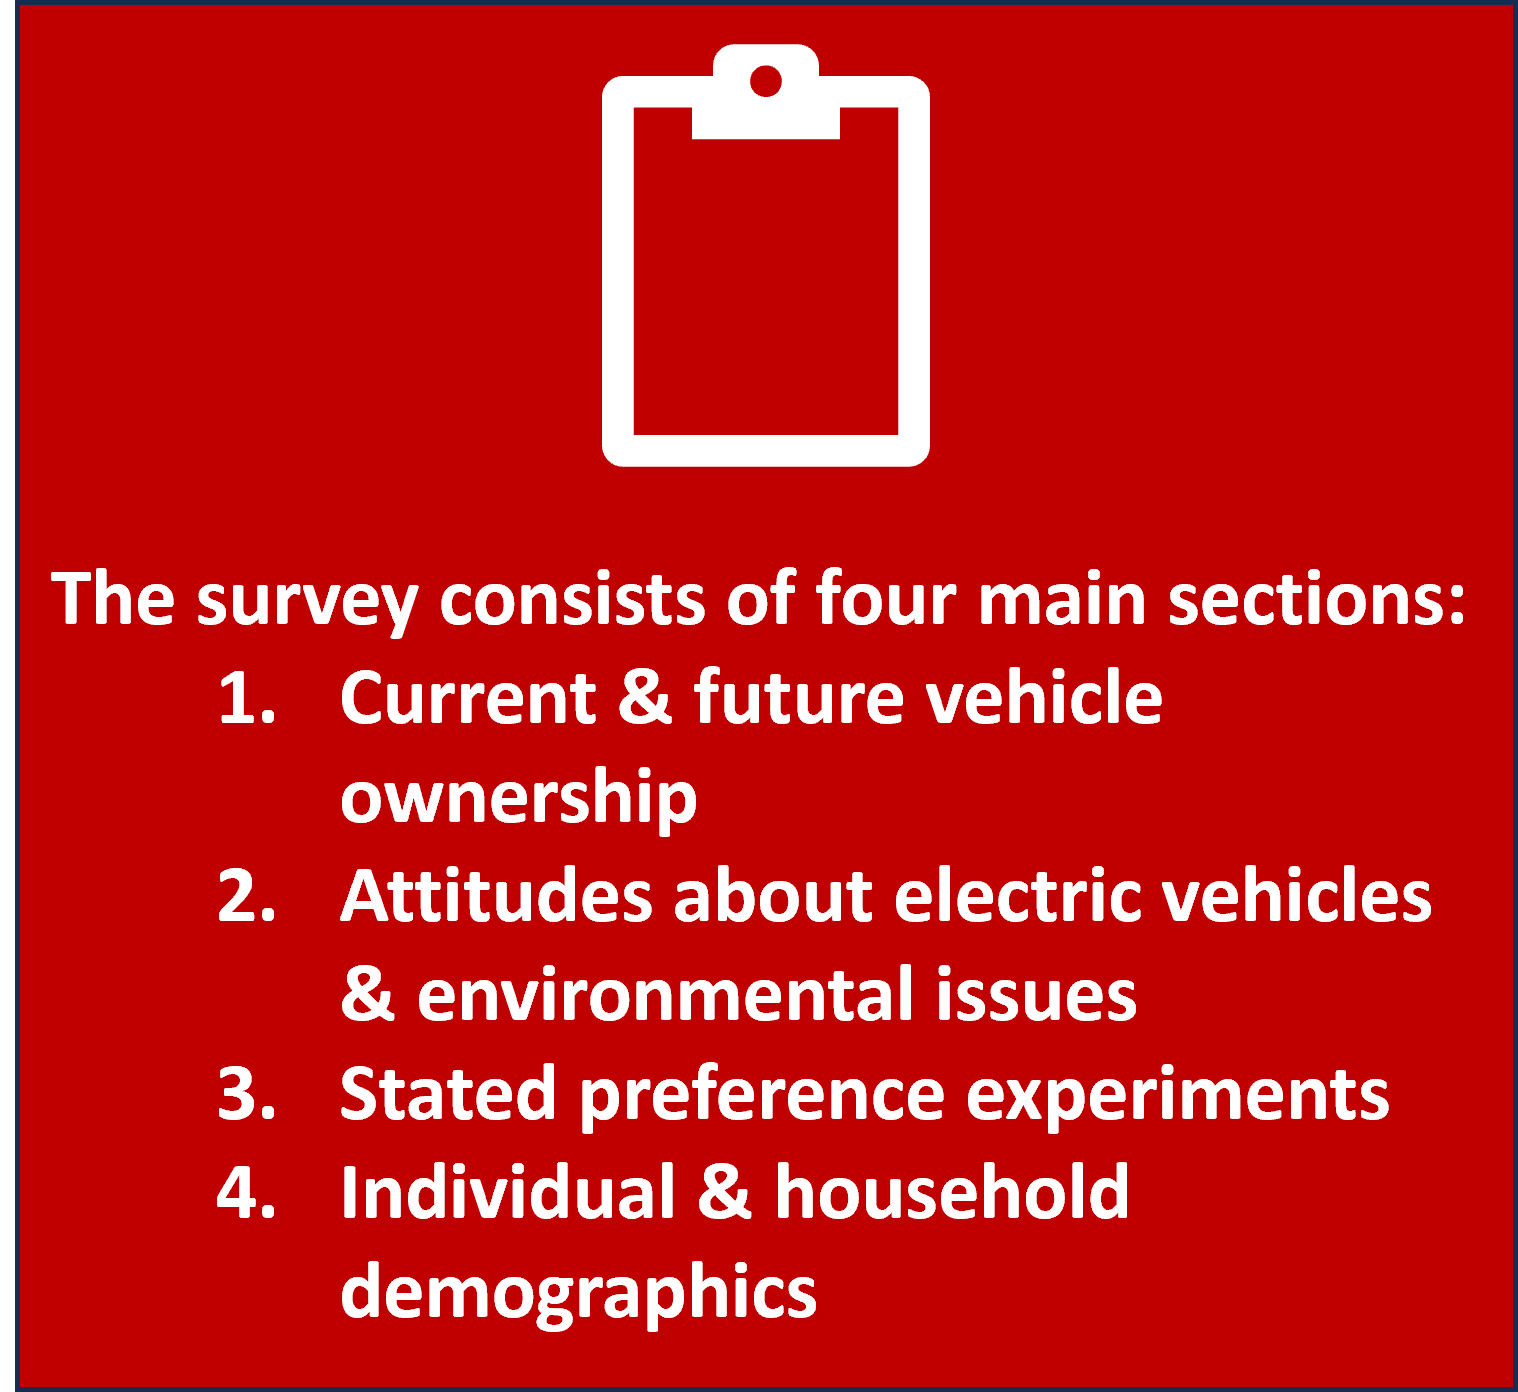 The survey consists of four main sections:
1. Current & future vehicle
ownership
2. Attitudes about electric vehicles
& environmental issues
3. Stated preference experiments
4. Individual & household
demographics